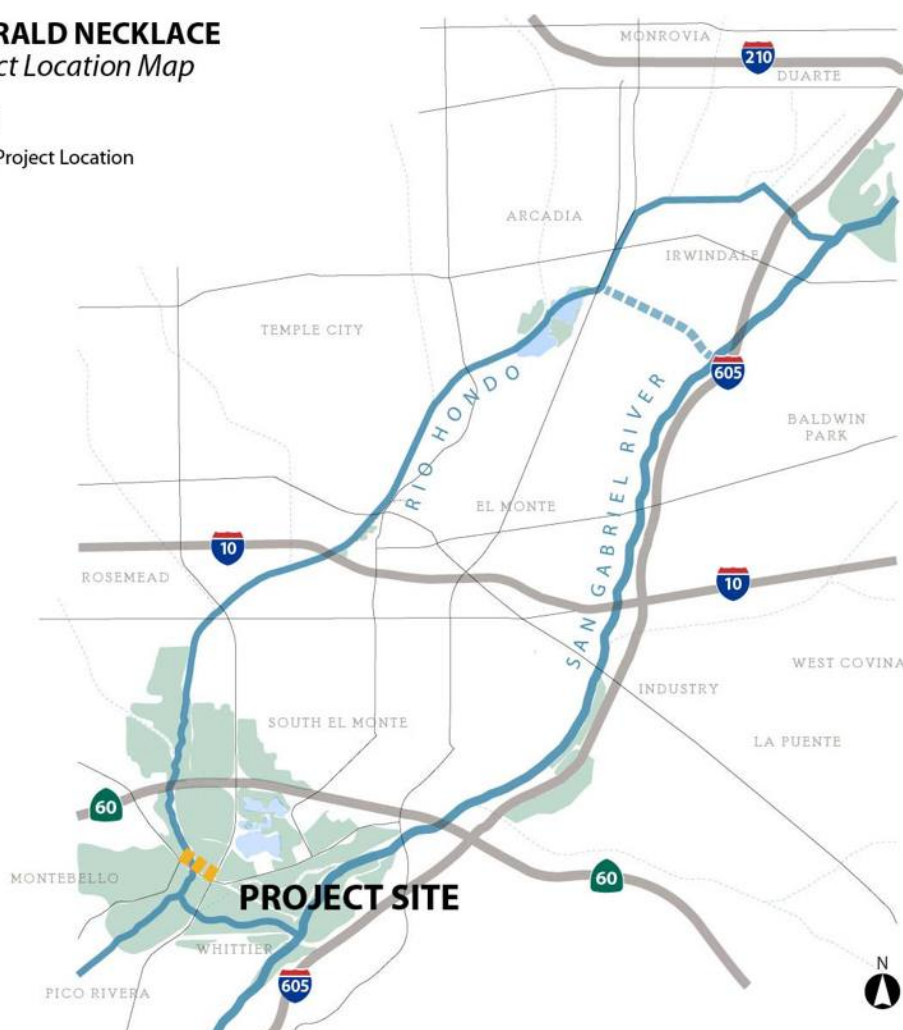 RALD NECKLACE
ct Location Map
Project Location
MONROVIA
210
DUARTE
ARCADIA
IRWINDALE
TEMPLE CITY
605
RIO HONDO
SAN GABRIEL RIVER
BALDWIN
PARK
EL MONTE
10
10
ROSEMEAD
WEST COVINA
INDUSTRY
SOUTH EL MONTE
LA PUENTE
60
60
MONTEBELLO
PROJECT SITE
WHITTIER
N
605
PICO RIVERA